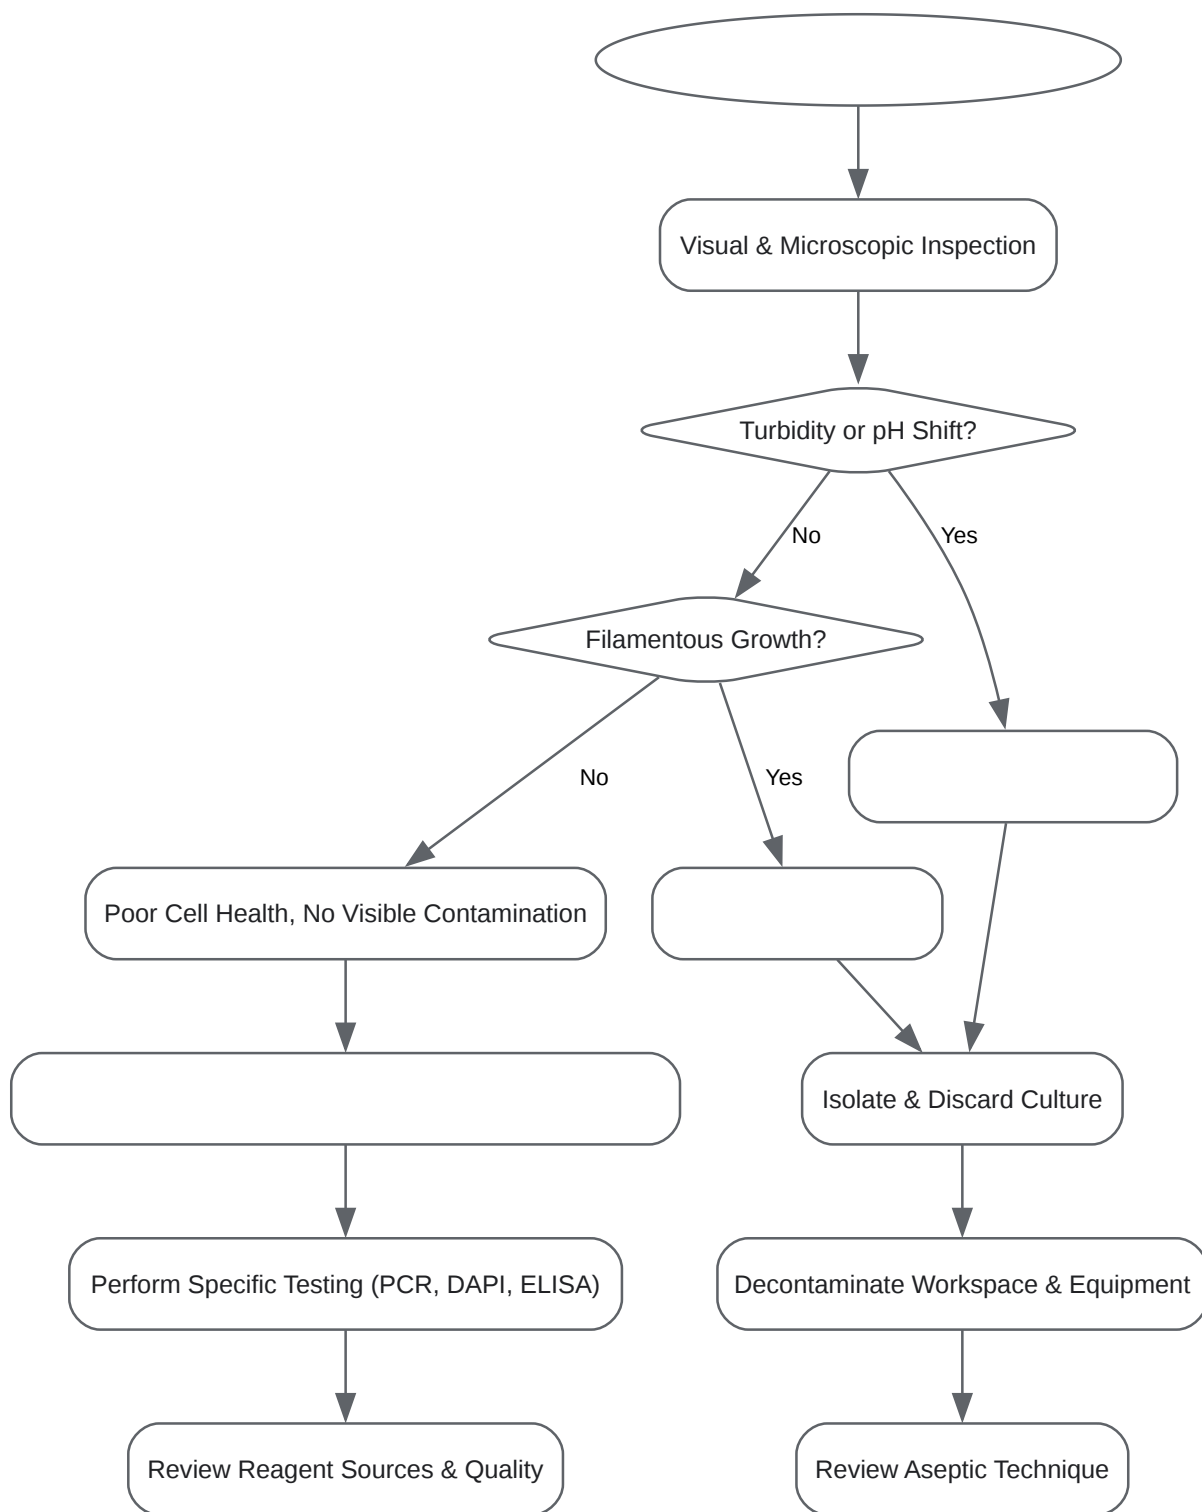 Visual & Microscopic Inspection
Turbidity or pH Shift?
No
Yes
Filamentous Growth?
No
Yes
Poor Cell Health, No Visible Contamination
Isolate & Discard Culture
Perform Specific Testing (PCR, DAPI, ELISA)
Decontaminate Workspace & Equipment
Review Reagent Sources & Quality
Review Aseptic Technique